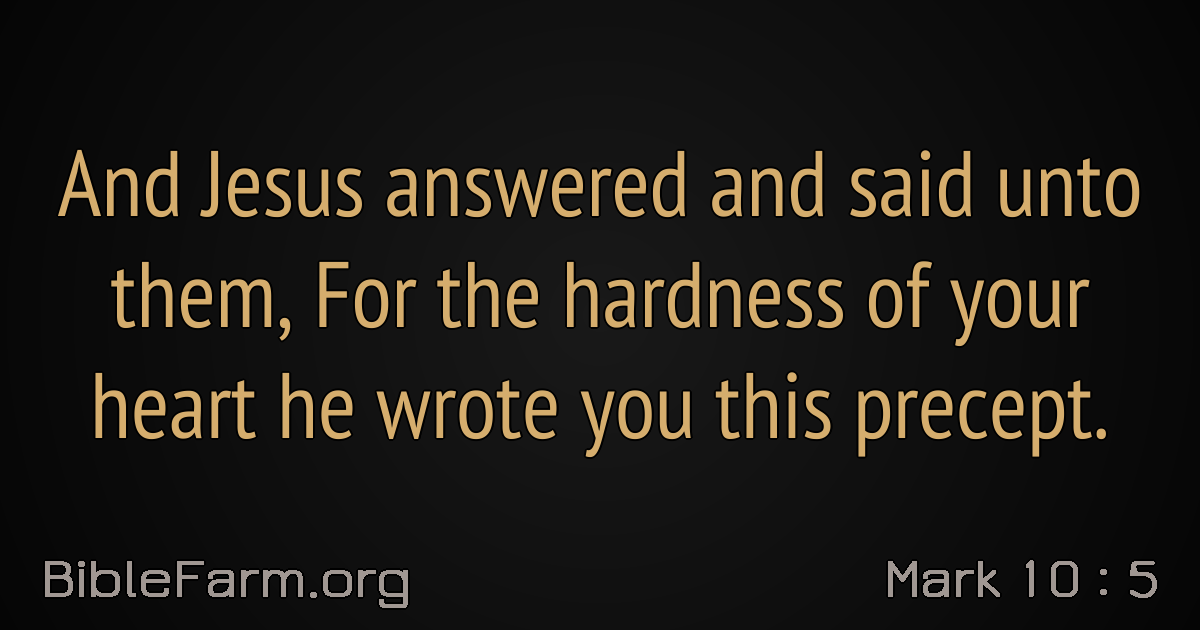 And Jesus answered and said unto
them, For the hardness of your
heart he wrote you this precept.
BibleFarm.org
Mark 10 : 5